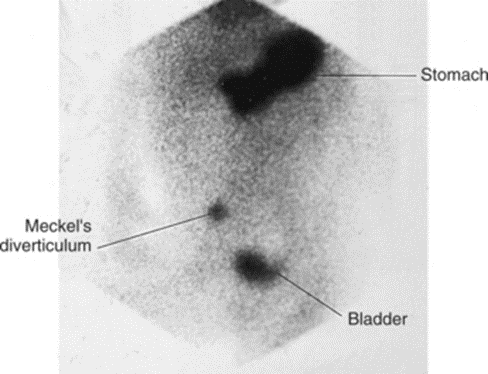 Stomach
Meckel's
diverticulum
Bladder